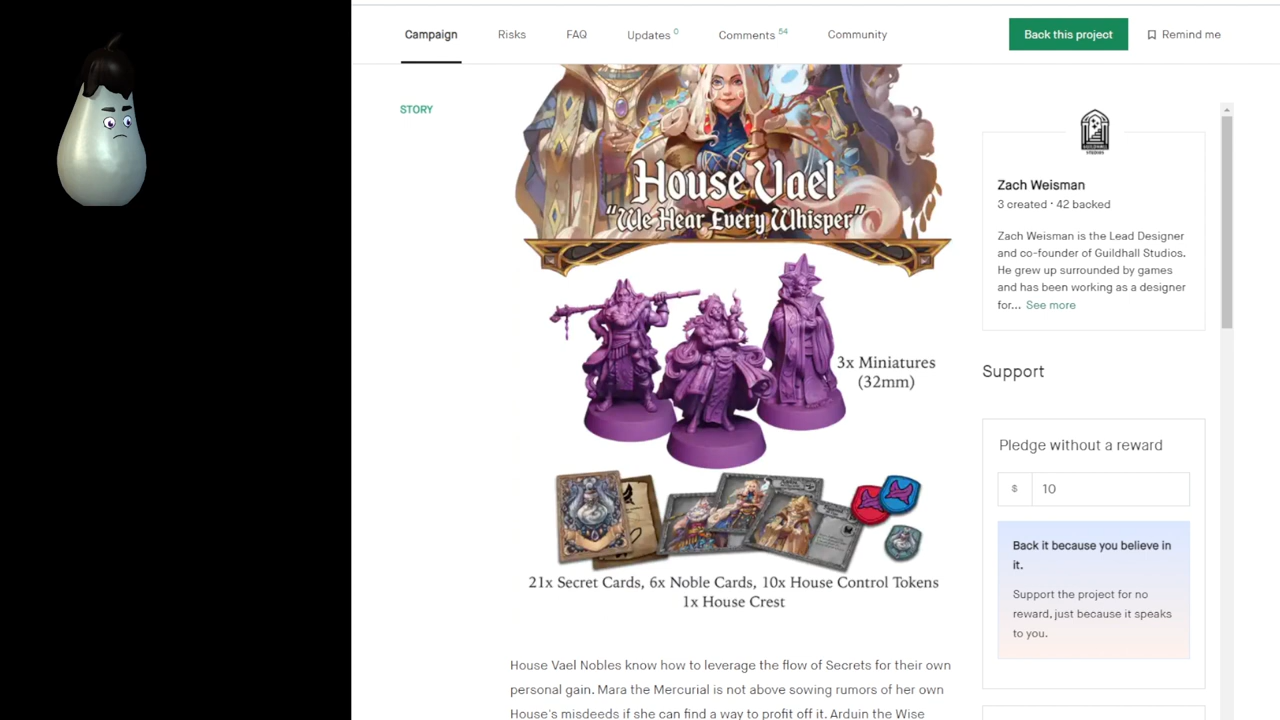 Campaign
Risks
FAQ
Updates 0
Comments 54
Community
Back this project
Remind me
STORY
House Vael
"We Hear Every Whisper"
3x Miniatures
(32mm)
21x Secret Cards, 6x Noble Cards, 10x House Control Tokens
1x House Crest
House Vael Nobles know how to leverage the flow of Secrets for their own
personal gain. Mara the Mercurial is not above sowing rumors of her own
House's misdeeds if she can find a way to profit off it. Arduin the Wise
Zach Weisman
3 created · 42 backed
Zach Weisman is the Lead Designer
and co-founder of Guildhall Studios.
He grew up surrounded by games
and has been working as a designer
for... See more
Support
Pledge without a reward
$ 10
Back it because you believe in
it.
Support the project for no
reward, just because it speaks
to you.